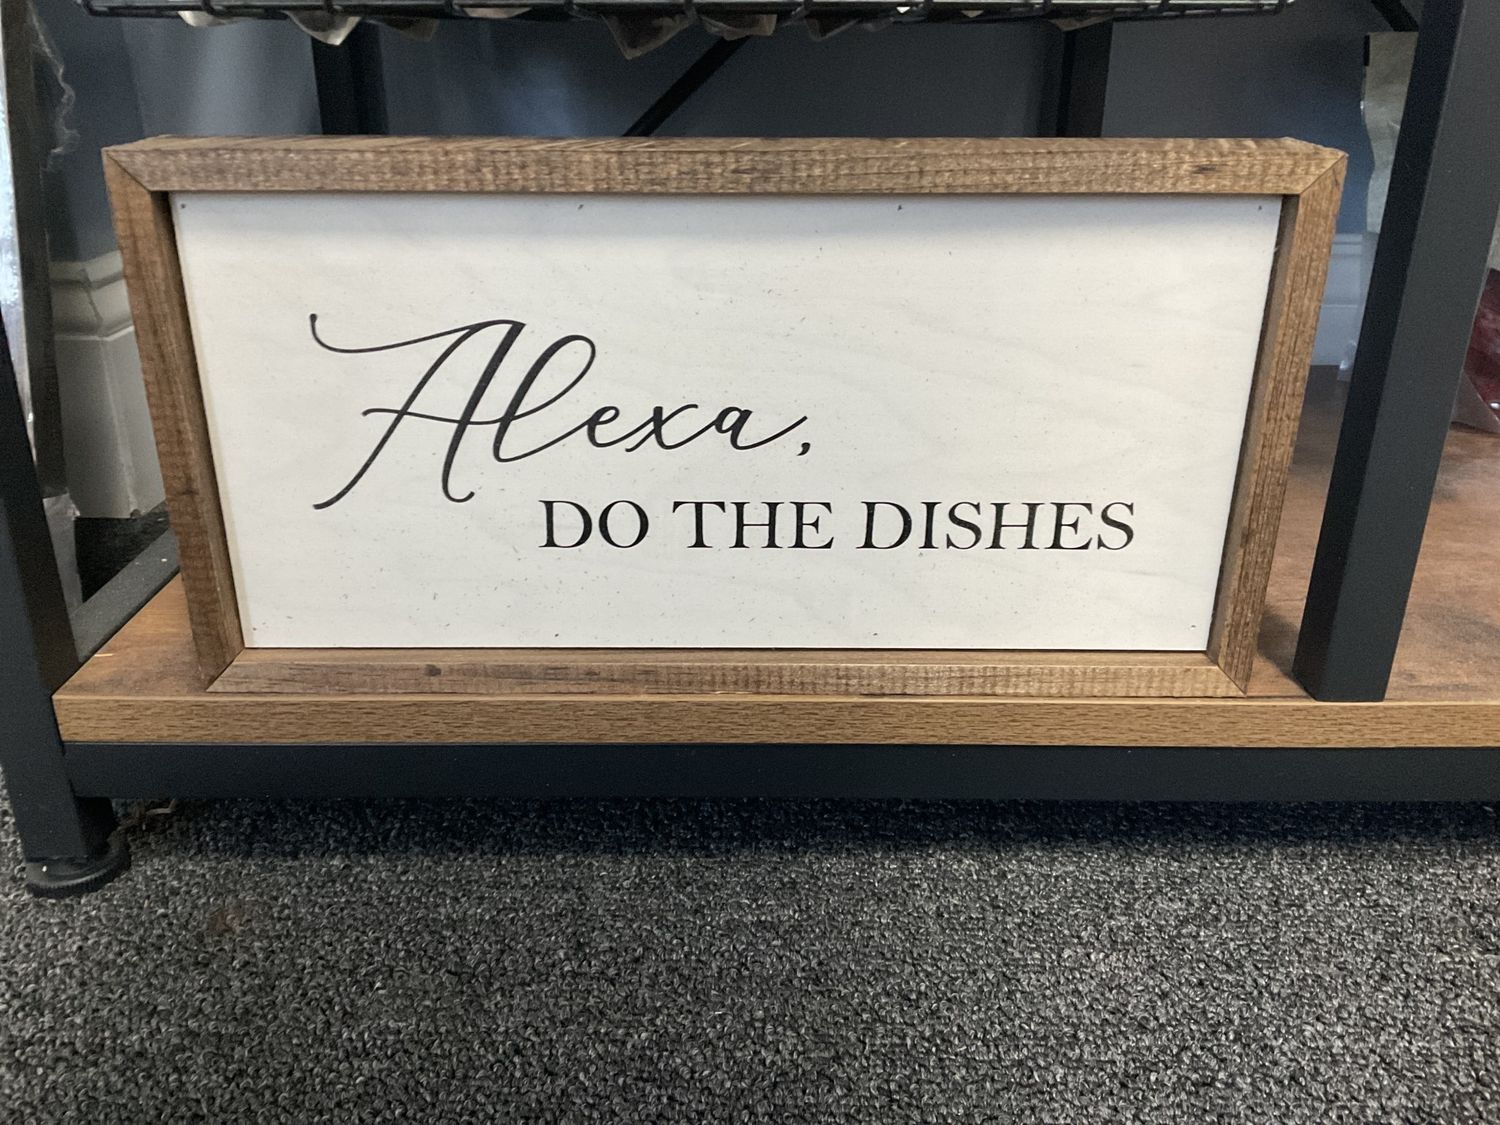 Alexa,
DO THE DISHES